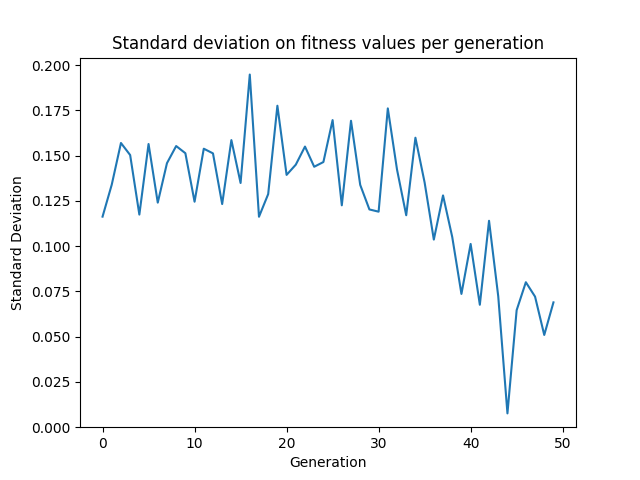 Standard deviation on fitness values per generation
0.200
0.175
0.150
0.125
0.100
0.075
0.050
0.025
0.000
Standard Deviation
0 10 20 30 40 50
Generation